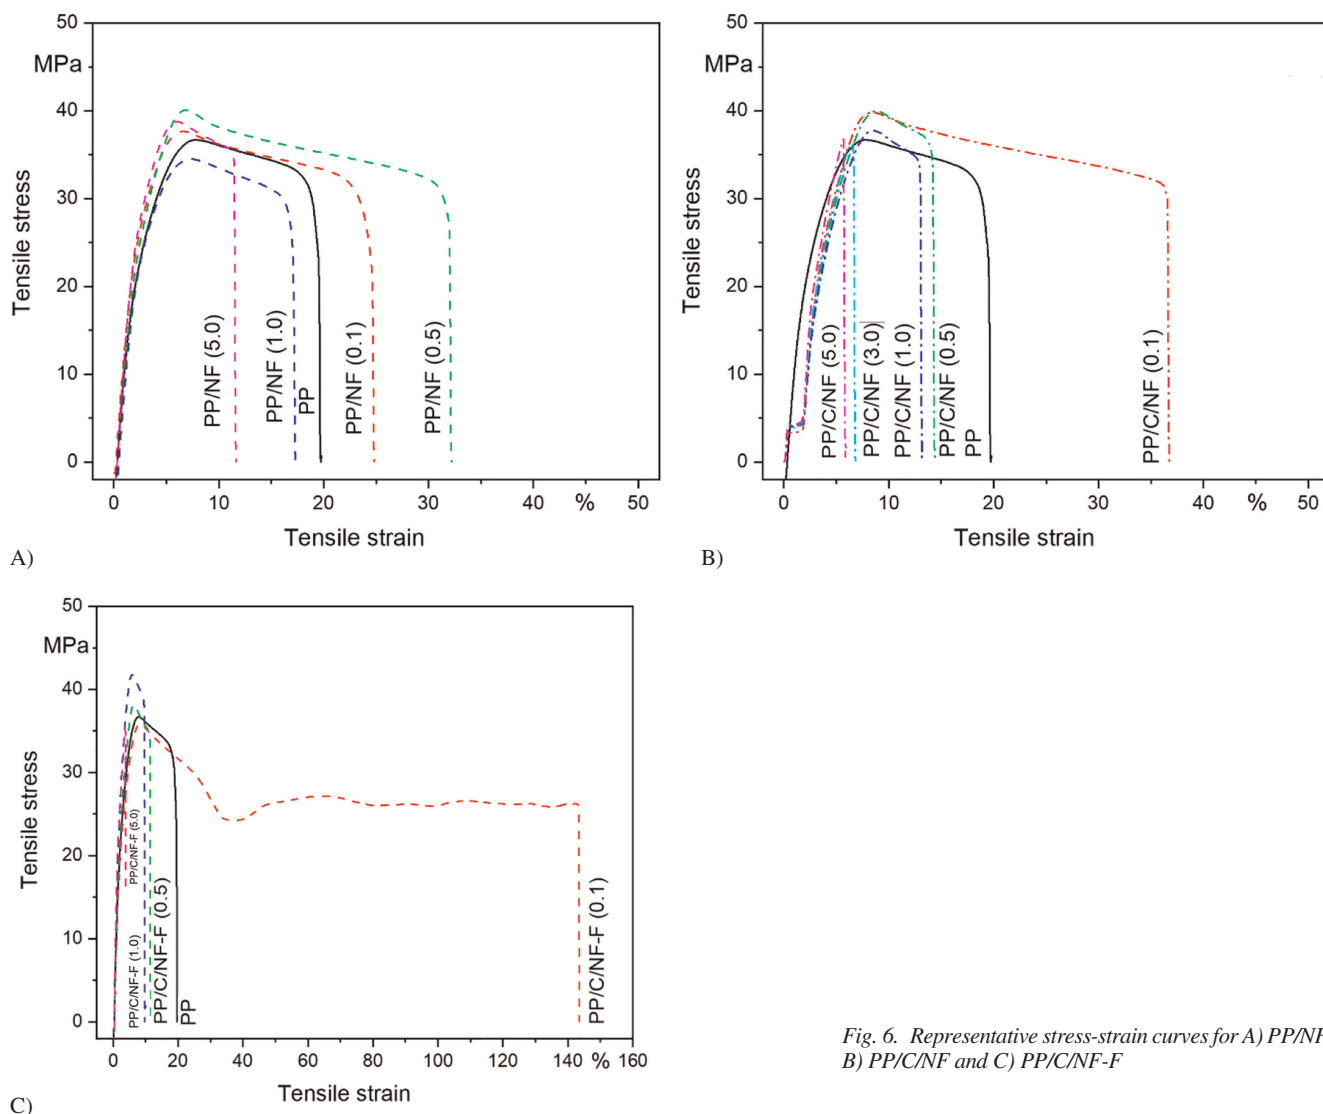 50
MPa
40
30
20
10
0
Tensile stress
PP/NF (5.0)
PP/NF (1.0)
PP
PP/NF (0.1)
PP/NF (0.5)
0 10 20 30 40 % 50
Tensile strain
A)
50
MPa
40
30
20
10
0
Tensile stress
PP/C/NF (5.0)
PP/C/NF (3.0)
PP/C/NF (1.0)
PP/C/NF (0.5)
PP
PP/C/NF (0.1)
0 10 20 30 40 % 50
Tensile strain
B)
50
MPa
40
30
20
10
0
Tensile stress
PP/C/NF-F (5.0)
PP/C/NF-F (1.0)
PP/C/NF-F (0.5)
PP
PP/C/NF-F (0.1)
0 20 40 60 80 100 120 140 % 160
Tensile strain
C)
Fig. 6. Representative stress-strain curves for A) PP/NF
B) PP/C/NF and C) PP/C/NF-F